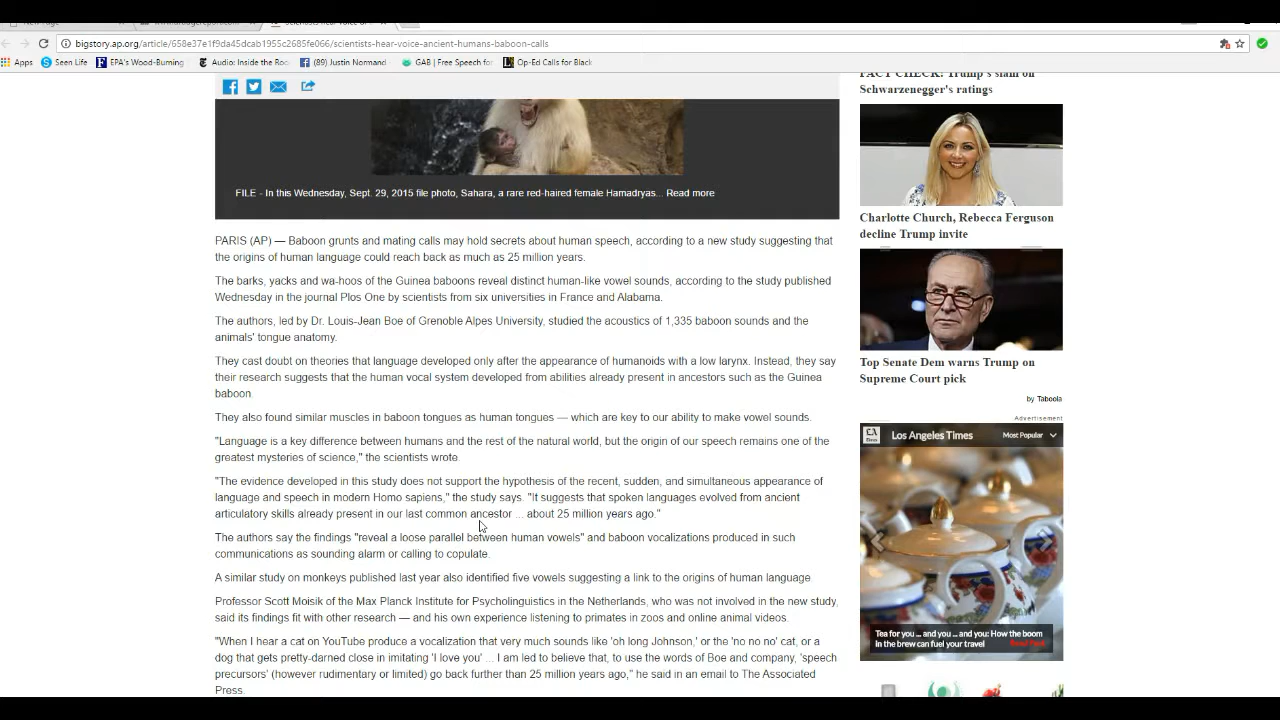 bigstory.ap.org/article/658e37e1f9da45dcab1955c2685fe066/scientists-hear-voice-ancient-humans-baboon-calls
Apps Seen Life EPA's Wood-Burning Audio: Inside the Roo (89) Justin Normand GAB | Free Speech for Op-Ed Calls for Black
FILE - In this Wednesday, Sept. 29, 2015 file photo, Sahara, a rare red-haired female Hamadryas... Read more
PARIS (AP) — Baboon grunts and mating calls may hold secrets about human speech, according to a new study suggesting that
the origins of human language could reach back as much as 25 million years.
The barks, yacks and wa-hoos of the Guinea baboons reveal distinct human-like vowel sounds, according to the study published
Wednesday in the journal Plos One by scientists from six universities in France and Alabama.
The authors, led by Dr. Louis-Jean Boe of Grenoble Alpes University, studied the acoustics of 1,335 baboon sounds and the
animals' tongue anatomy.
They cast doubt on theories that language developed only after the appearance of humanoids with a low larynx. Instead, they say
their research suggests that the human vocal system developed from abilities already present in ancestors such as the Guinea
baboon.
They also found similar muscles in baboon tongues as human tongues — which are key to our ability to make vowel sounds.
"Language is a key difference between humans and the rest of the natural world, but the origin of our speech remains one of the
greatest mysteries of science," the scientists wrote.
"The evidence developed in this study does not support the hypothesis of the recent, sudden, and simultaneous appearance of
language and speech in modern Homo sapiens," the study says. "It suggests that spoken languages evolved from ancient
articulatory skills already present in our last common ancestor ... about 25 million years ago."
The authors say the findings "reveal a loose parallel between human vowels" and baboon vocalizations produced in such
communications as sounding alarm or calling to copulate.
A similar study on monkeys published last year also identified five vowels suggesting a link to the origins of human language
Professor Scott Moisik of the Max Planck Institute for Psycholinguistics in the Netherlands, who was not involved in the new study,
said its findings fit with other research — and his own experience listening to primates in zoos and online animal videos.
"When I hear a cat on YouTube produce a vocalization that very much sounds like 'oh long Johnson,' or the 'no no no' cat, or a
dog that gets pretty-darned close in imitating 'I love you' ... I am led to believe that, to use the words of Boe and company, 'speech
precursors' (however rudimentary or limited) go back further than 25 million years ago," he said in an email to The Associated
Press.
FACT CHECK: Trump's slam on
Schwarzenegger's ratings
Charlotte Church, Rebecca Ferguson
decline Trump invite
Top Senate Dem warns Trump on
Supreme Court pick
by Taboola
Advertisement
Los Angeles Times Most Popular
Tea for you ... and you ... and you: How the boom
in the brew can fuel your travel